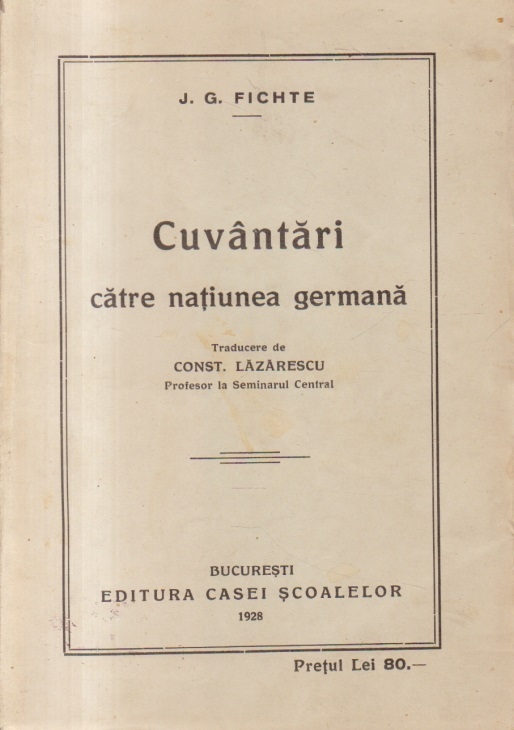 J. G. FICHTE
Cuvântări
către națiunea germană
Traducere de
CONST. LĂZĂRESCU
Profesor la Seminarul Central
BUCUREȘTI
EDITURA CASEI ȘCOALELOR
1928
Prețul Lei 80.—